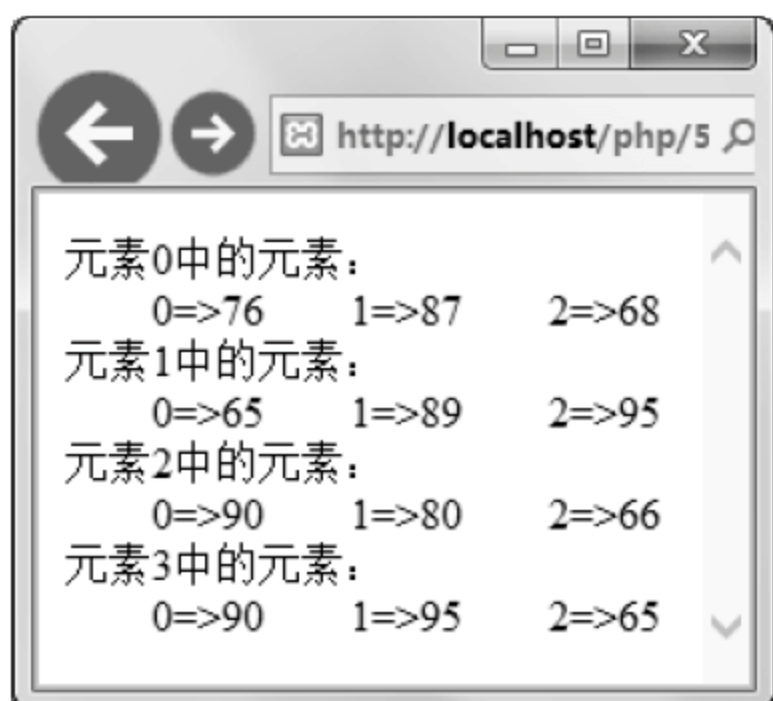 http://localhost/php/5
元素0中的元素：
0=>76 1=>87 2=>68
元素1中的元素：
0=>65 1=>89 2=>95
元素2中的元素：
0=>90 1=>80 2=>66
元素3中的元素：
0=>90 1=>95 2=>65